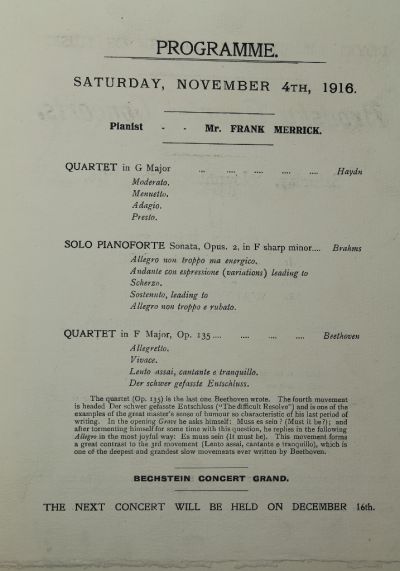 PROGRAMME.
SATURDAY, NOVEMBER 4TH, 1916.
Pianist - - Mr. FRANK MERRICK.
QUARTET in G Major ... .... .... .... .... Haydn
Moderato.
Menuetto.
Adagio.
Presto.
SOLO PIANOFORTE Sonata, Opus. 2, in F sharp minor.... Brahms
Allegro non troppo ma energico.
Andante con espressione (variations) leading to
Scherzo.
Sostenuto, leading to
Allegro non troppo e rubato.
QUARTET in F Major, Op. 135 .... .... .... .... Beethoven
Allegretto.
Vivace.
Lento assai, cantante e tranquillo.
Der schwer gefasste Entschluss.
The quartet (Op. 135) is the last one Beethoven wrote. The fourth movement
is headed Der schwer gefasste Entschluss ("The difficult Resolve") and is one of the
examples of the great master's sense of humour so characteristic of his last period of
writing. In the opening Grave he asks himself: Muss es sein? (Must it be?); and
after tormenting himself for some time with this question, he replies in the following
Allegro in the most joyful way: Es muss sein (It must be). This movement forms
a great contrast to the 3rd movement (Lento assai, cantante e tranquillo), which is
one of the deepest and grandest slow movements ever written by Beethoven.
BECHSTEIN CONCERT GRAND.
THE NEXT CONCERT WILL BE HELD ON DECEMBER 16th.